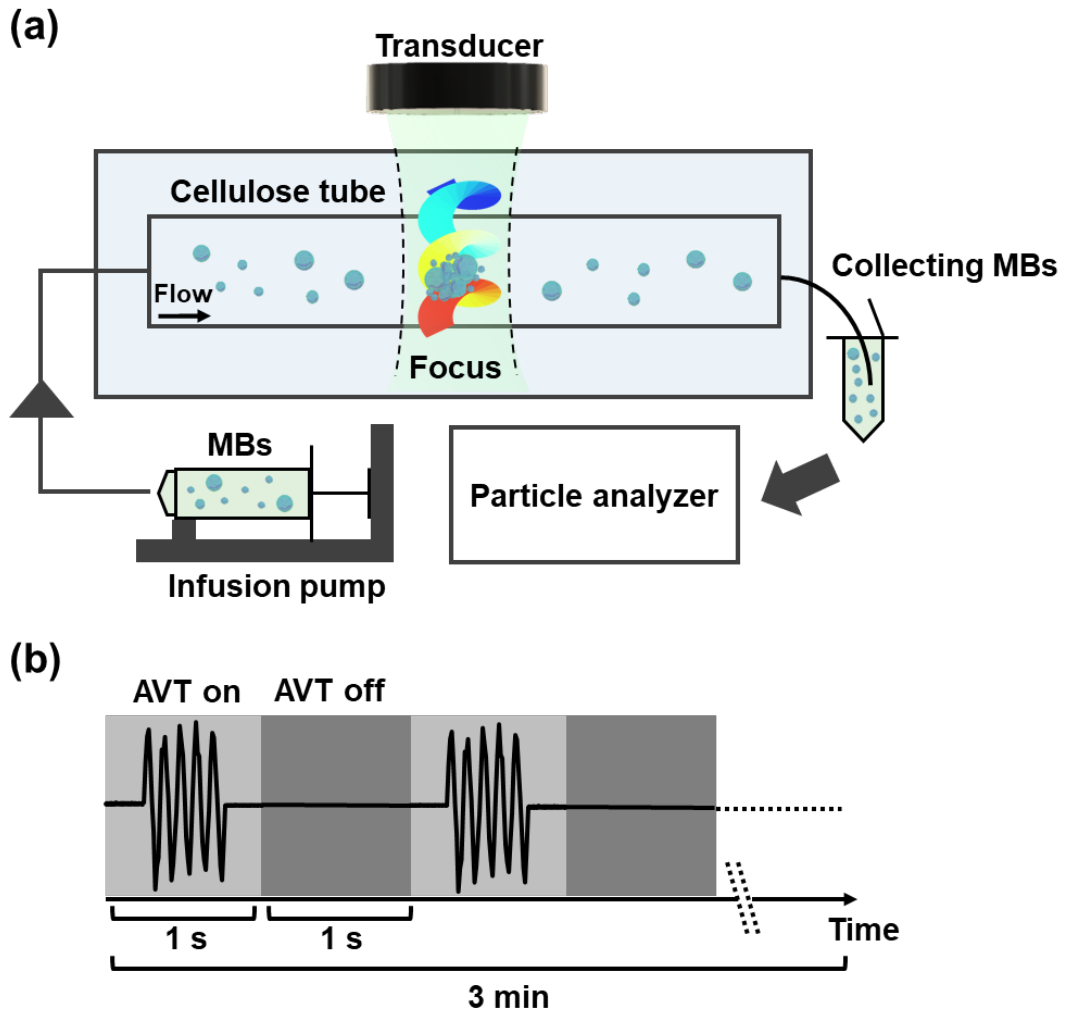 (a)
Transducer
Cellulose tube
Collecting MBs
Flow
Focus
MBs
Particle analyzer
Infusion pump
(b)
AVT on
AVT off
1 s
1 s
Time
3 min